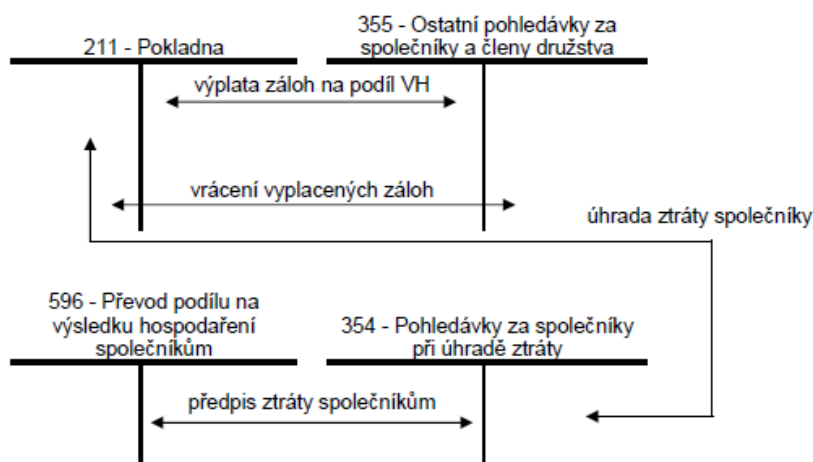 211 - Pokladna
355 - Ostatní pohledávky za
společníky a členy družstva
výplata záloh na podíl VH
vrácení vyplacených záloh
úhrada ztráty společníky
596 - Převod podílu na
výsledku hospodaření
společníkům
354 - Pohledávky za společníky
při úhradě ztráty
předpis ztráty společníkům